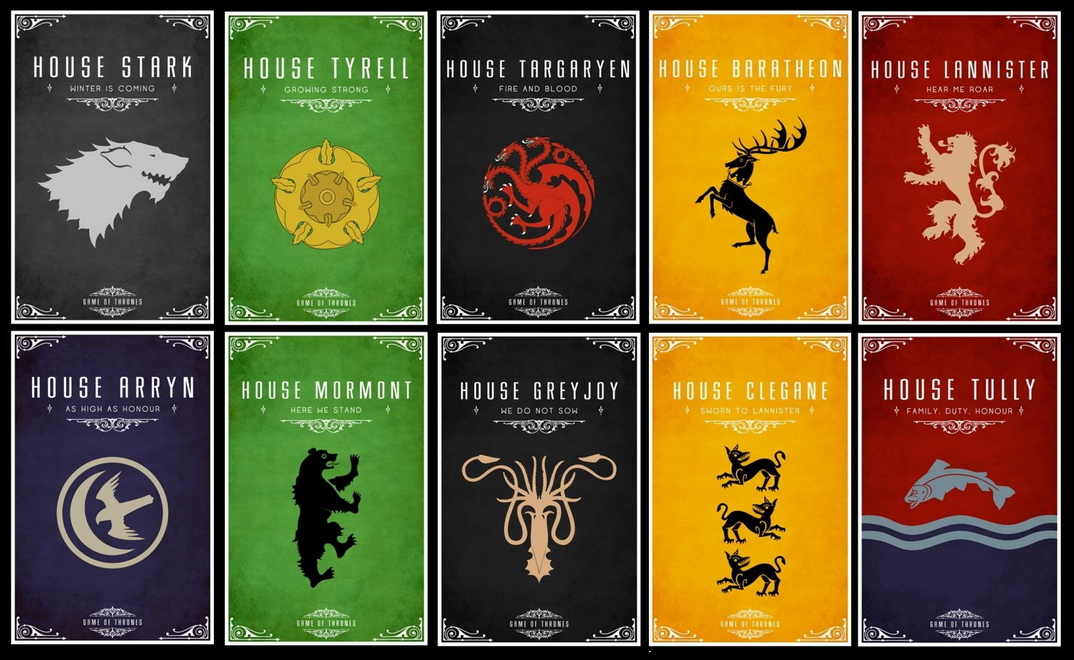 HOUSE STARK
WINTER IS COMING
GAME OF THRONES
HOUSE TYRELL
GROWING STRONG
GAME OF THRONES
HOUSE TARGARYEN
FIRE AND BLOOD
GAME OF THRONES
HOUSE BARATHEON
OURS IS THE FURY
GAME OF THRONES
HOUSE LANNISTER
HEAR ME ROAR
GAME OF THRONES
HOUSE ARRYN
AS HIGH AS HONOUR
GAME OF THRONES
HOUSE MORMONT
HERE WE STAND
GAME OF THRONES
HOUSE GREYJOY
WE DO NOT SOW
GAME OF THRONES
HOUSE CLEGANE
SWORN TO LANNISTER
GAME OF THRONES
HOUSE TULLY
FAMILY, DUTY, HONOUR
GAME OF THRONES